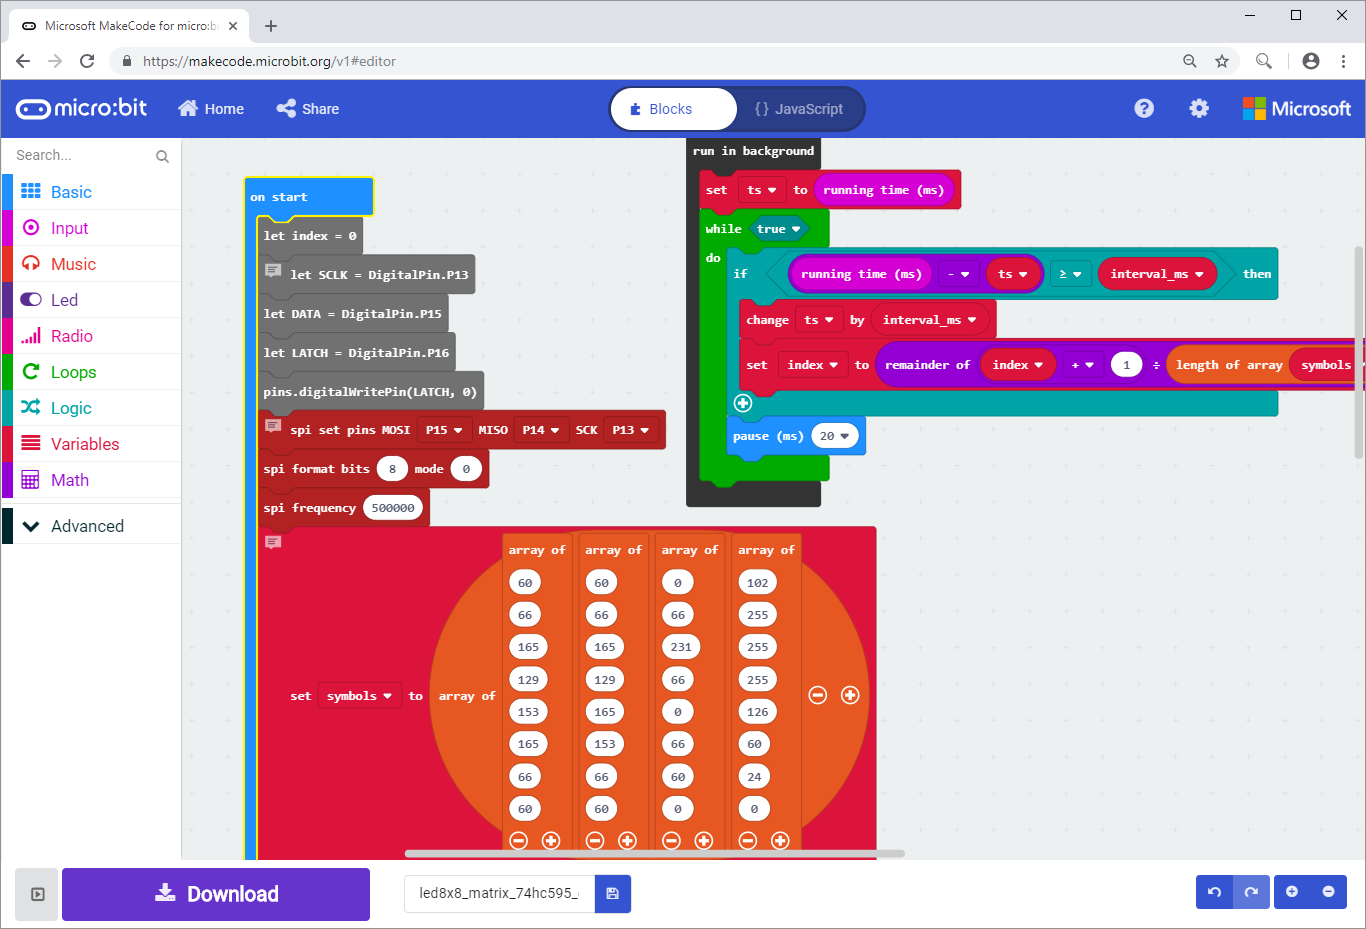 Microsoft MakeCode for micro:b
https://makecode.microbit.org/v1#editor
micro:bit
Home
Share
Blocks
{} JavaScript
Microsoft
Search...
Basic
Input
Music
Led
Radio
Loops
Logic
Variables
Math
Advanced
on start
let index = 0
let SCLK = DigitalPin.P13
let DATA = DigitalPin.P15
let LATCH = DigitalPin.P16
pins.digitalWritePin(LATCH, 0)
spi set pins MOSI P15 MISO P14 SCK P13
spi format bits 8 mode 0
spi frequency 500000
set symbols to array of
array of array of array of array of
60 60 0 102
66 66 66 255
165 165 231 255
129 129 66 255
153 165 0 126
165 153 66 60
66 66 60 24
60 60 0 0
run in background
set ts to running time (ms)
while true
do
if running time (ms) - ts ≥ interval_ms then
change ts by interval_ms
set index to remainder of index + 1 ÷ length of array symbols
pause (ms) 20
Download
led8x8_matrix_74hc595_